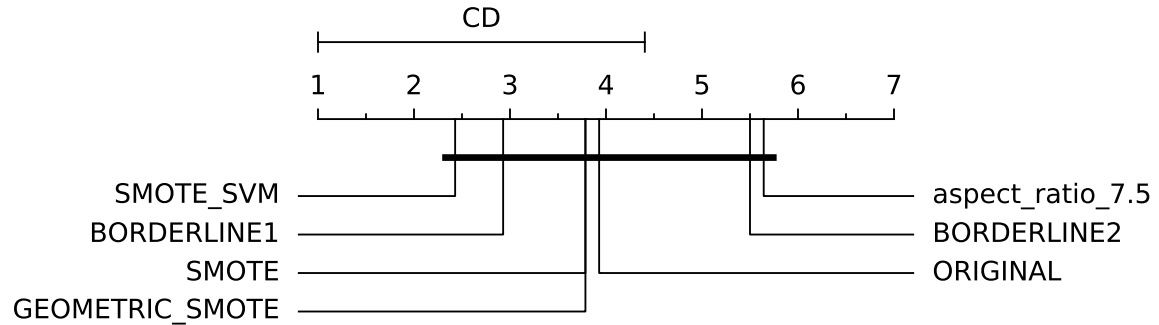 CD
1 2 3 4 5 6 7
SMOTE_SVM
BORDERLINE1
SMOTE
GEOMETRIC_SMOTE
aspect_ratio_7.5
BORDERLINE2
ORIGINAL